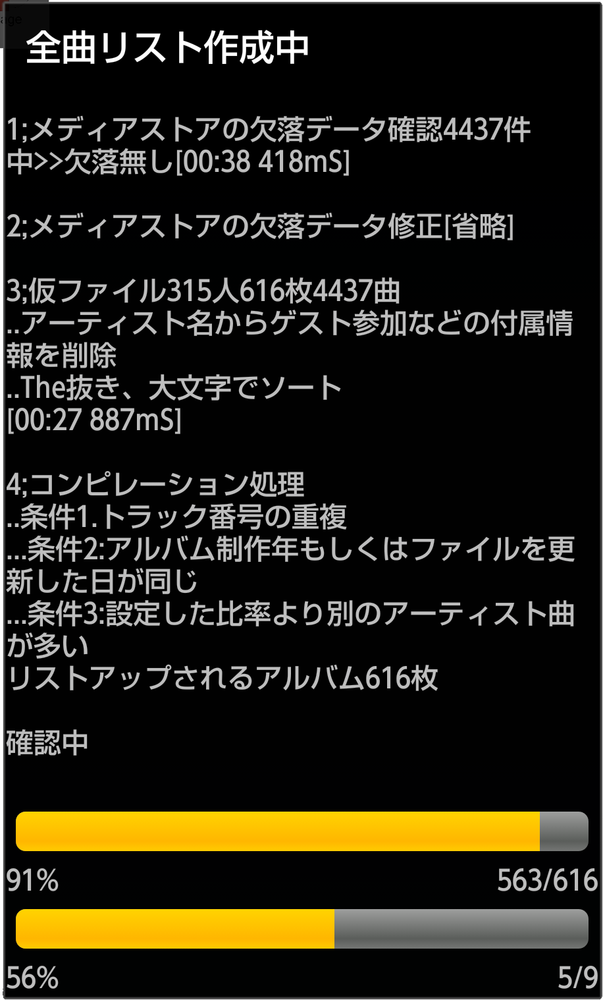 age
全曲リスト作成中
1;メディアストアの欠落データ確認4437件
中>>欠落無し[00:38 418mS]
2;メディアストアの欠落データ修正[省略]
3;仮ファイル315人616枚4437曲
..アーティスト名からゲスト参加などの付属情
報を削除
..The抜き、大文字でソート
[00:27 887mS]
4;コンピレーション処理
..条件1.トラック番号の重複
...条件2:アルバム制作年もしくはファイルを更
新した日が同じ
...条件3:設定した比率より別のアーティスト曲
が多い
リストアップされるアルバム616枚
確認中
91% 563/616
56% 5/9